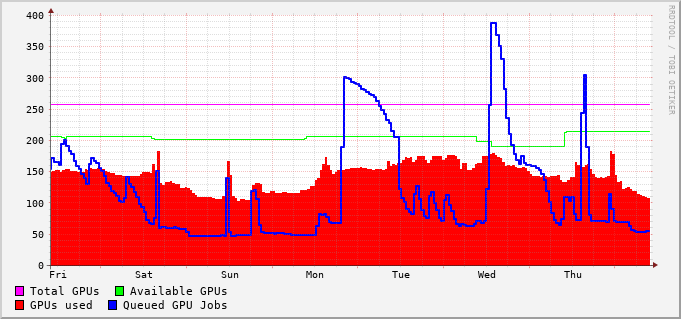 400
350
300
250
200
150
100
50
0
Fri Sat Sun Mon Tue Wed Thu
Total GPUs Available GPUs
GPUs used Queued GPU Jobs
RRDTOOL / TOBI OETIKER